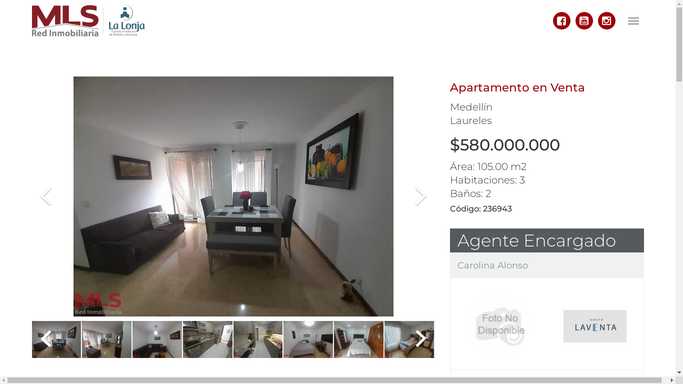 MLS
Red Inmobiliaria
La Lonja
Apartamento en Venta
Medellín
Laureles
$580.000.000
Área: 105.00 m2
Habitaciones: 3
Baños: 2
Código: 236943
MLS
Red Inmobiliaria
Agente Encargado
Carolina Alonso
Foto No
Disponible
LAVENTA